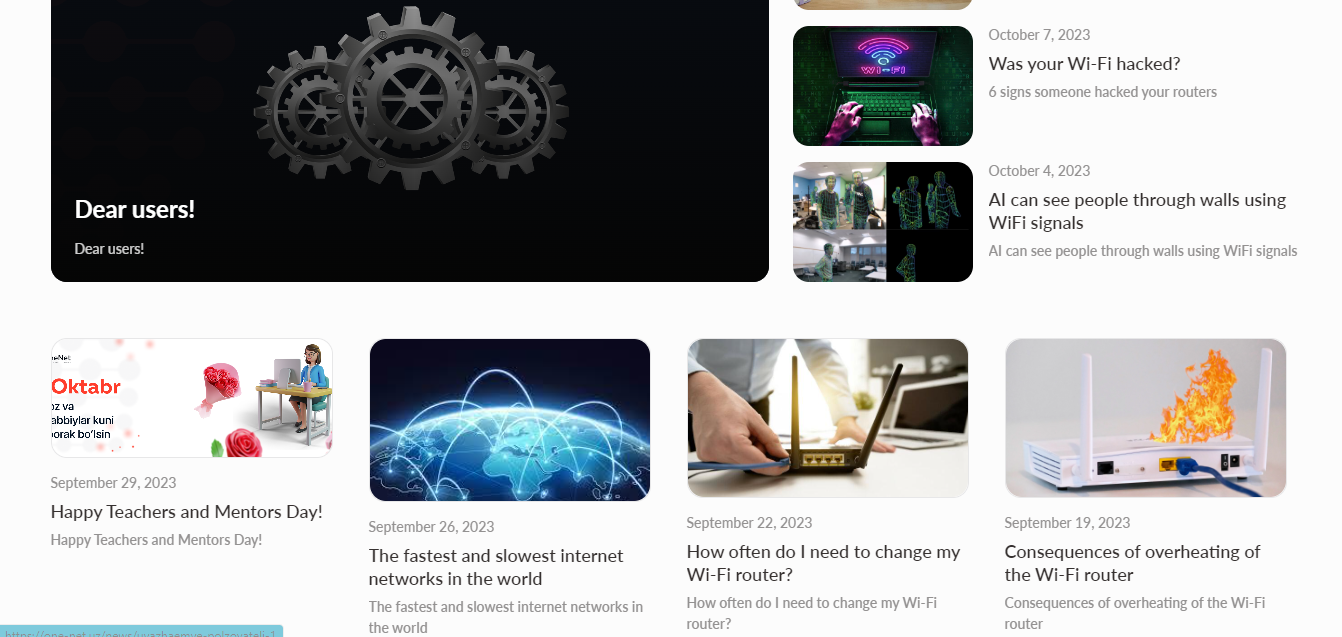 Dear users!
Dear users!
October 7, 2023
Was your Wi-Fi hacked?
6 signs someone hacked your routers
WI-FI
October 4, 2023
AI can see people through walls using
WiFi signals
AI can see people through walls using WiFi signals
eNet
Oktabr
oz va
abbiylar kuni
orak bo'lsin
September 29, 2023
Happy Teachers and Mentors Day!
Happy Teachers and Mentors Day!
September 26, 2023
The fastest and slowest internet
networks in the world
The fastest and slowest internet networks in
the world
September 22, 2023
How often do I need to change my
Wi-Fi router?
How often do I need to change my Wi-Fi
router?
September 19, 2023
Consequences of overheating of
the Wi-Fi router
Consequences of overheating of the Wi-Fi
router
https://one-net.uz/news/uvazhaemye-polzovateli-1